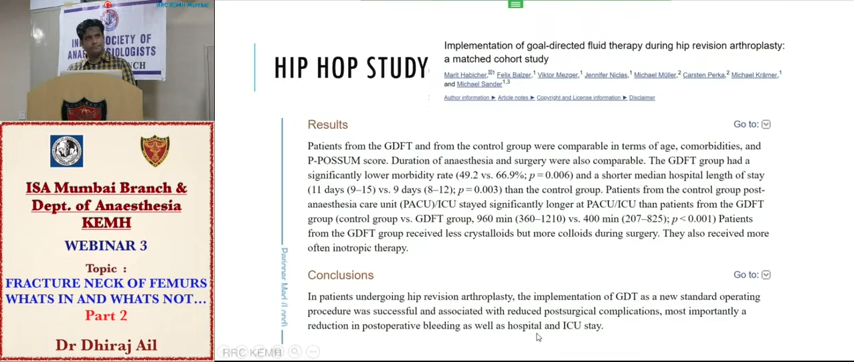 RRC KEMH Mumbai
HIP HOP STUDY
Implementation of goal-directed fluid therapy during hip revision arthroplasty:
a matched cohort study
Marit Habicher, Felix Balzer,1 Viktor Mezger,1 Jennifer Niclas,1 Michael Müller,2 Carsten Perka,2 Michael Krämer,1
and Michael Sander1,3
Author information ► Article notes ► Copyright and License information ► Disclaimer
Results
Go to:
Patients from the GDFT and from the control group were comparable in terms of age, comorbidities, and
P-POSSUM score. Duration of anaesthesia and surgery were also comparable. The GDFT group had a
significantly lower morbidity rate (49.2 vs. 66.9%; p = 0.006) and a shorter median hospital length of stay
(11 days (9–15) vs. 9 days (8–12); p = 0.003) than the control group. Patients from the control group post-
anaesthesia care unit (PACU)/ICU stayed significantly longer at PACU/ICU than patients from the GDFT
group (control group vs. GDFT group, 960 min (360–1210) vs. 400 min (207–825); p < 0.001) Patients
from the GDFT group received less crystalloids but more colloids during surgery. They also received more
often inotropic therapy.
Conclusions
Go to:
In patients undergoing hip revision arthroplasty, the implementation of GDT as a new standard operating
procedure was successful and associated with reduced postsurgical complications, most importantly a
reduction in postoperative bleeding as well as hospital and ICU stay.
RRC KEMH
ISA Mumbai Branch &
Dept. of Anaesthesia
KEMH
WEBINAR 3
Topic :
FRACTURE NECK OF FEMURS
WHATS IN AND WHATS NOT...
Part 2
Dr Dhiraj Ail